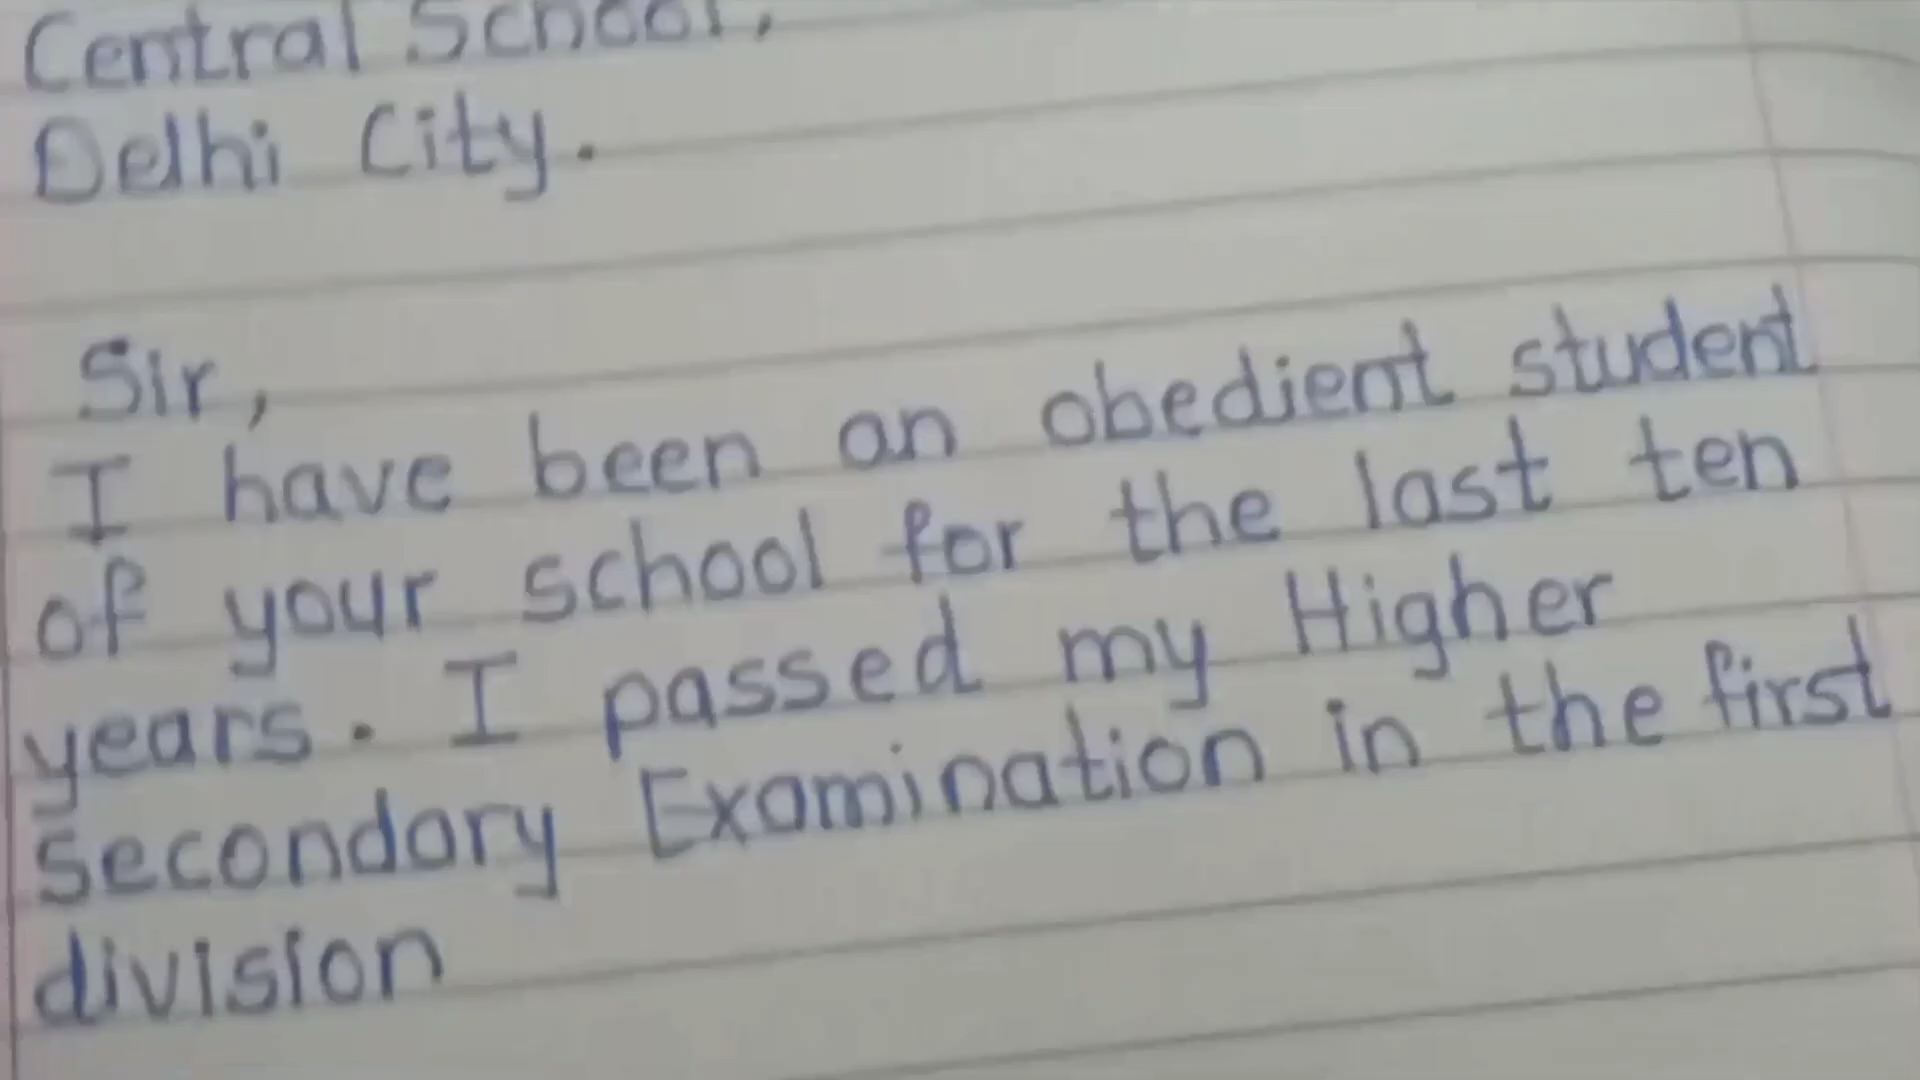 Central School,
Delhi City.
Sir,
I have been an obedient student
of your school for the last ten
years. I passed my Higher
Secondary Examination in the first
division